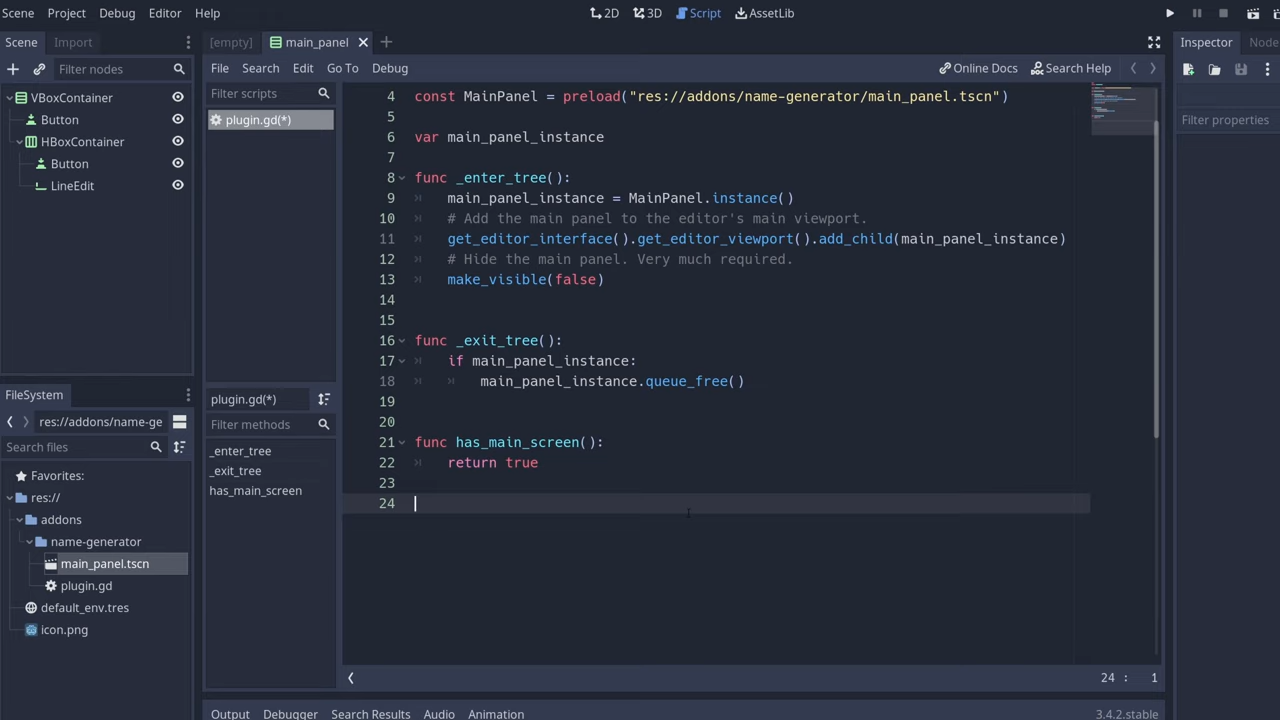 Scene Project Debug Editor Help
2D 3D Script AssetLib
Scene Import
[empty] main_panel
Inspector Node
Filter nodes
File Search Edit Go To Debug
Online Docs Search Help
VBoxContainer
Button
HBoxContainer
Button
LineEdit
Filter scripts
plugin.gd(*)
plugin.gd(*)
Filter methods
_enter_tree
_exit_tree
has_main_screen
4 const MainPanel = preload("res://addons/name-generator/main_panel.tscn")
5
6 var main_panel_instance
7
8 func _enter_tree():
9 main_panel_instance = MainPanel.instance()
10 # Add the main panel to the editor's main viewport.
11 get_editor_interface().get_editor_viewport().add_child(main_panel_instance)
12 # Hide the main panel. Very much required.
13 make_visible(false)
14
15
16 func _exit_tree():
17 if main_panel_instance:
18 main_panel_instance.queue_free()
19
20
21 func has_main_screen():
22 return true
23
24
24 : 1
Filter properties
FileSystem
res://addons/name-ge
Search files
Favorites:
res://
addons
name-generator
main_panel.tscn
plugin.gd
default_env.tres
icon.png
Output Debugger Search Results Audio Animation
3.4.2.stable